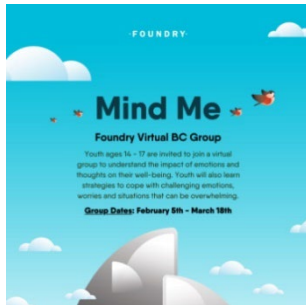 ·FOUNDRY·
Mind Me
Foundry Virtual BC Group
Youth ages 14 - 17 are invited to join a virtual
group to understand the impact of emotions and
thoughts on their well-being. Youth will also learn
strategies to cope with challenging emotions,
worries and situations that can be overwhelming.
Group Dates: February 5th - March 18th